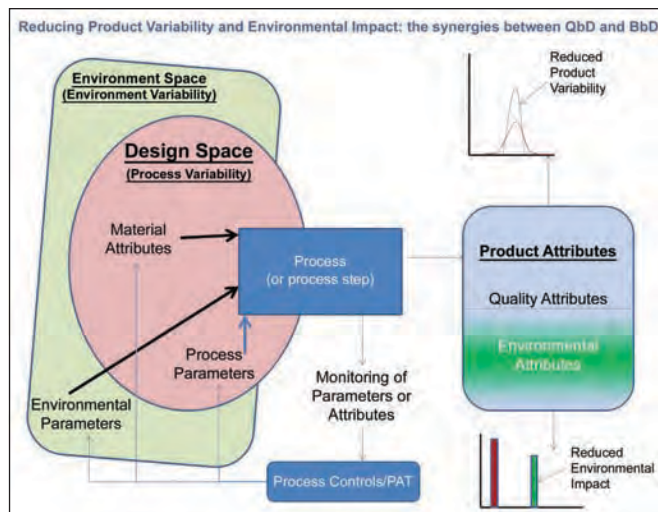 Reducing Product Variability and Environmental Impact: the synergies between QbD and BbD
Environment Space
(Environment Variability)
Design Space
(Process Variability)
Material
Attributes
Process
(or process step)
Process
Parameters
Environmental
Parameters
Monitoring of
Parameters or
Attributes
Process Controls/PAT
Reduced
Product
Variability
Product Attributes
Quality Attributes
Environmental
Attributes
Reduced
Environmental
Impact